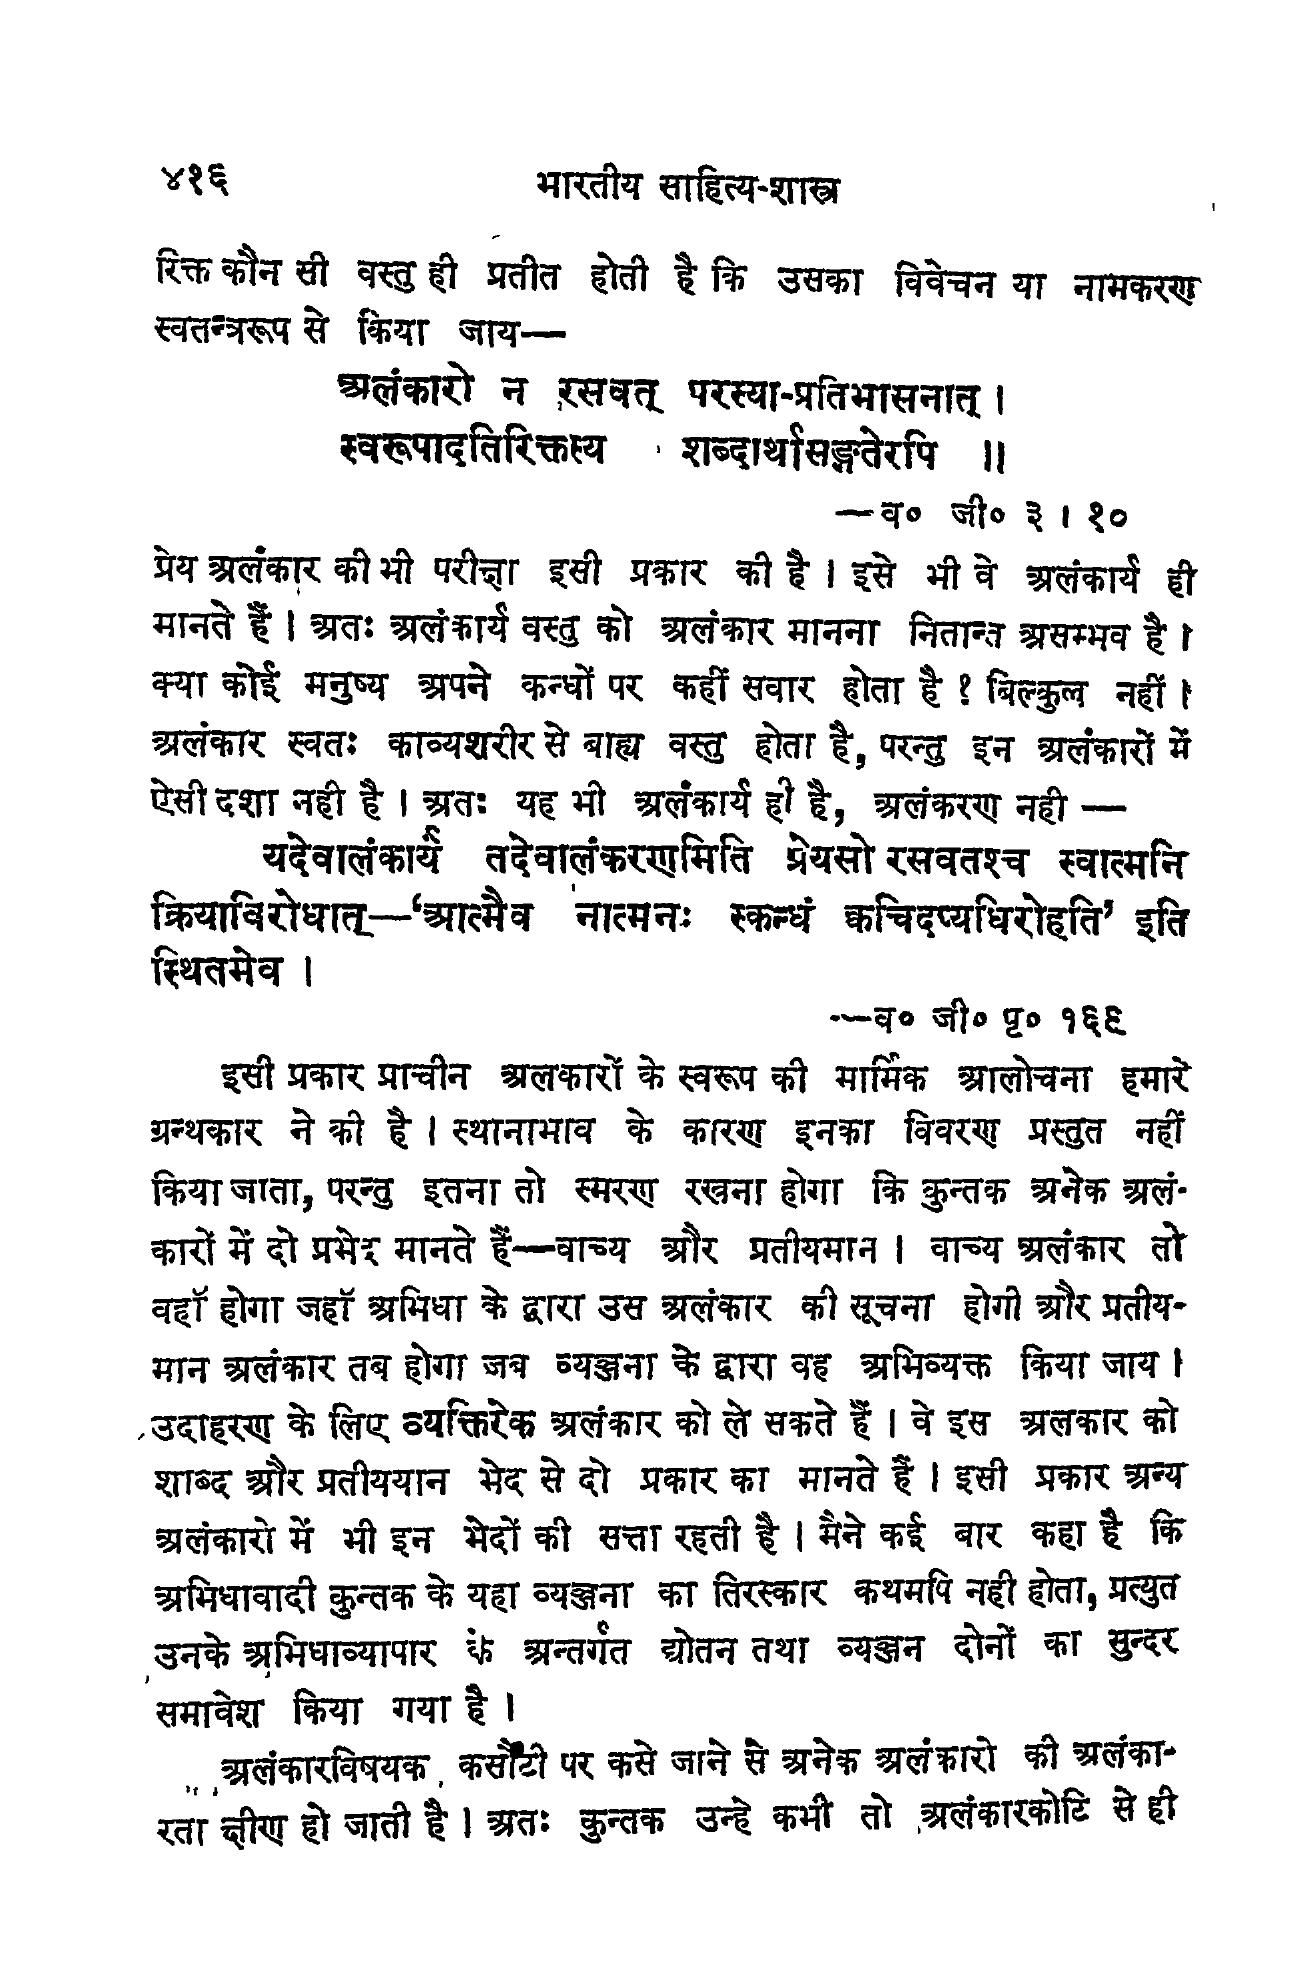 ४१६ भारतीय साहित्य-शास्त्र
रिक्त कौन सी वस्तु ही प्रतीत होती है कि उसका विवेचन या नामकरण
स्वतन्त्ररूप से किया जाय—
अलंकारो न रसवत् परस्या-प्रतिभासनात् ।
स्वरूपादतिरिक्तस्य शब्दार्थासङ्गतेरपि ॥
—व० जी० ३ । १०
प्रेय अलंकार की भी परीक्षा इसी प्रकार की है । इसे भी वे अलंकार्य ही
मानते हैं । अतः अलंकार्य वस्तु को अलंकार मानना नितान्त असम्भव है ।
क्या कोई मनुष्य अपने कन्धों पर कहीं सवार होता है ? बिल्कुल नहीं ।
अलंकार स्वतः काव्यशरीर से बाह्य वस्तु होता है, परन्तु इन अलंकारों में
ऐसी दशा नही है । अतः यह भी अलंकार्य ही है, अलंकरण नही —
यदेवालंकार्यं तदेवालंकरणमिति प्रेयसो रसवतश्च स्वात्मनि
क्रियाविरोधात्—‘आत्मैव नात्मनः स्कन्धं क्वचिदप्यधिरोहति’ इति
स्थितमेव ।
—व० जी० पृ० १६६
इसी प्रकार प्राचीन अलकारों के स्वरूप की मार्मिक आलोचना हमारे
ग्रन्थकार ने की है । स्थानाभाव के कारण इनका विवरण प्रस्तुत नहीं
किया जाता, परन्तु इतना तो स्मरण रखना होगा कि कुन्तक अनेक अलं-
कारों में दो प्रभेद मानते हैं—वाच्य और प्रतीयमान । वाच्य अलंकार तो
वहॉ होगा जहॉ अभिधा के द्वारा उस अलंकार की सूचना होगी और प्रतीय-
मान अलंकार तब होगा जब व्यञ्जना के द्वारा वह अभिव्यक्त किया जाय ।
उदाहरण के लिए व्यक्तिरेक अलंकार को ले सकते हैं । वे इस अलकार को
शाब्द और प्रतीययान भेद से दो प्रकार का मानते हैं । इसी प्रकार अन्य
अलंकारो में भी इन भेदों की सत्ता रहती है । मैने कई बार कहा है कि
अभिधावादी कुन्तक के यहा व्यञ्जना का तिरस्कार कथमपि नही होता, प्रत्युत
उनके अभिधाव्यापार के अन्तर्गत द्योतन तथा व्यञ्जन दोनों का सुन्दर
समावेश किया गया है ।
अलंकारविषयक कसौटी पर कसे जाने से अनेक अलंकारो की अलंका-
रता क्षीण हो जाती है । अतः कुन्तक उन्हे कभी तो अलंकारकोटि से ही